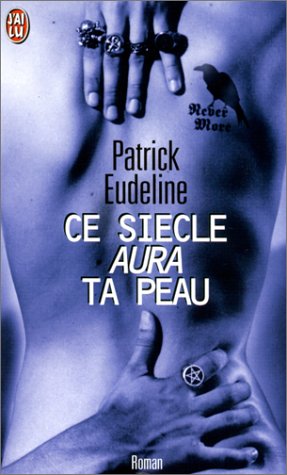 J'AI
LU
Never
More
Patrick
Eudeline
CE SIECLE
AURA
TA PEAU
Roman